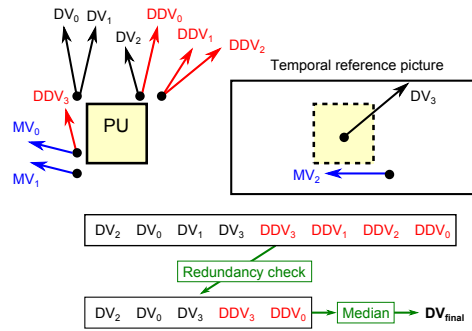 DV0 DV1 DV2 DDV0 DDV1 DDV2
DDV3 PU
MV0
MV1
Temporal reference picture
DV3
MV2
DV2 DV0 DV1 DV3 DDV3 DDV1 DDV2 DDV0
Redundancy check
DV2 DV0 DV3 DDV3 DDV0 Median DVfinal